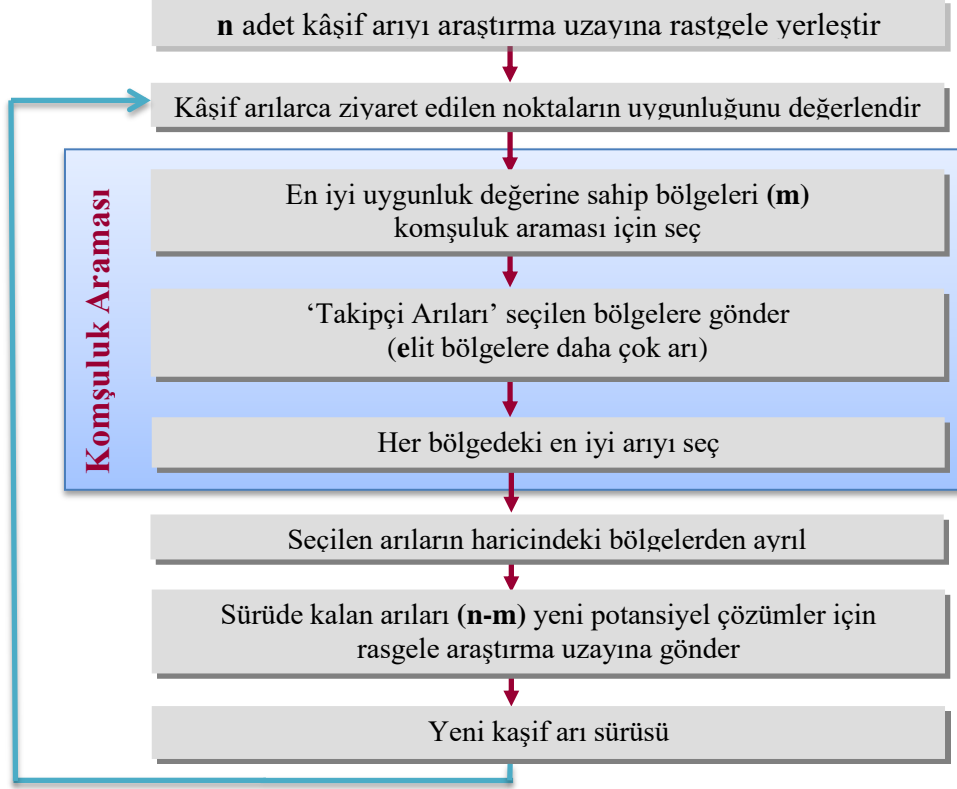 n adet kâşif arıyı araştırma uzayına rastgele yerleştir
Kâşif arılarca ziyaret edilen noktaların uygunluğunu değerlendir
Komşuluk Araması
En iyi uygunluk değerine sahip bölgeleri (m)
komşuluk araması için seç
‘Takipçi Arıları’ seçilen bölgelere gönder
(elit bölgelere daha çok arı)
Her bölgedeki en iyi arıyı seç
Seçilen arıların haricindeki bölgelerden ayrıl
Sürüde kalan arıları (n-m) yeni potansiyel çözümler için
rasgele araştırma uzayına gönder
Yeni kaşif arı sürüsü